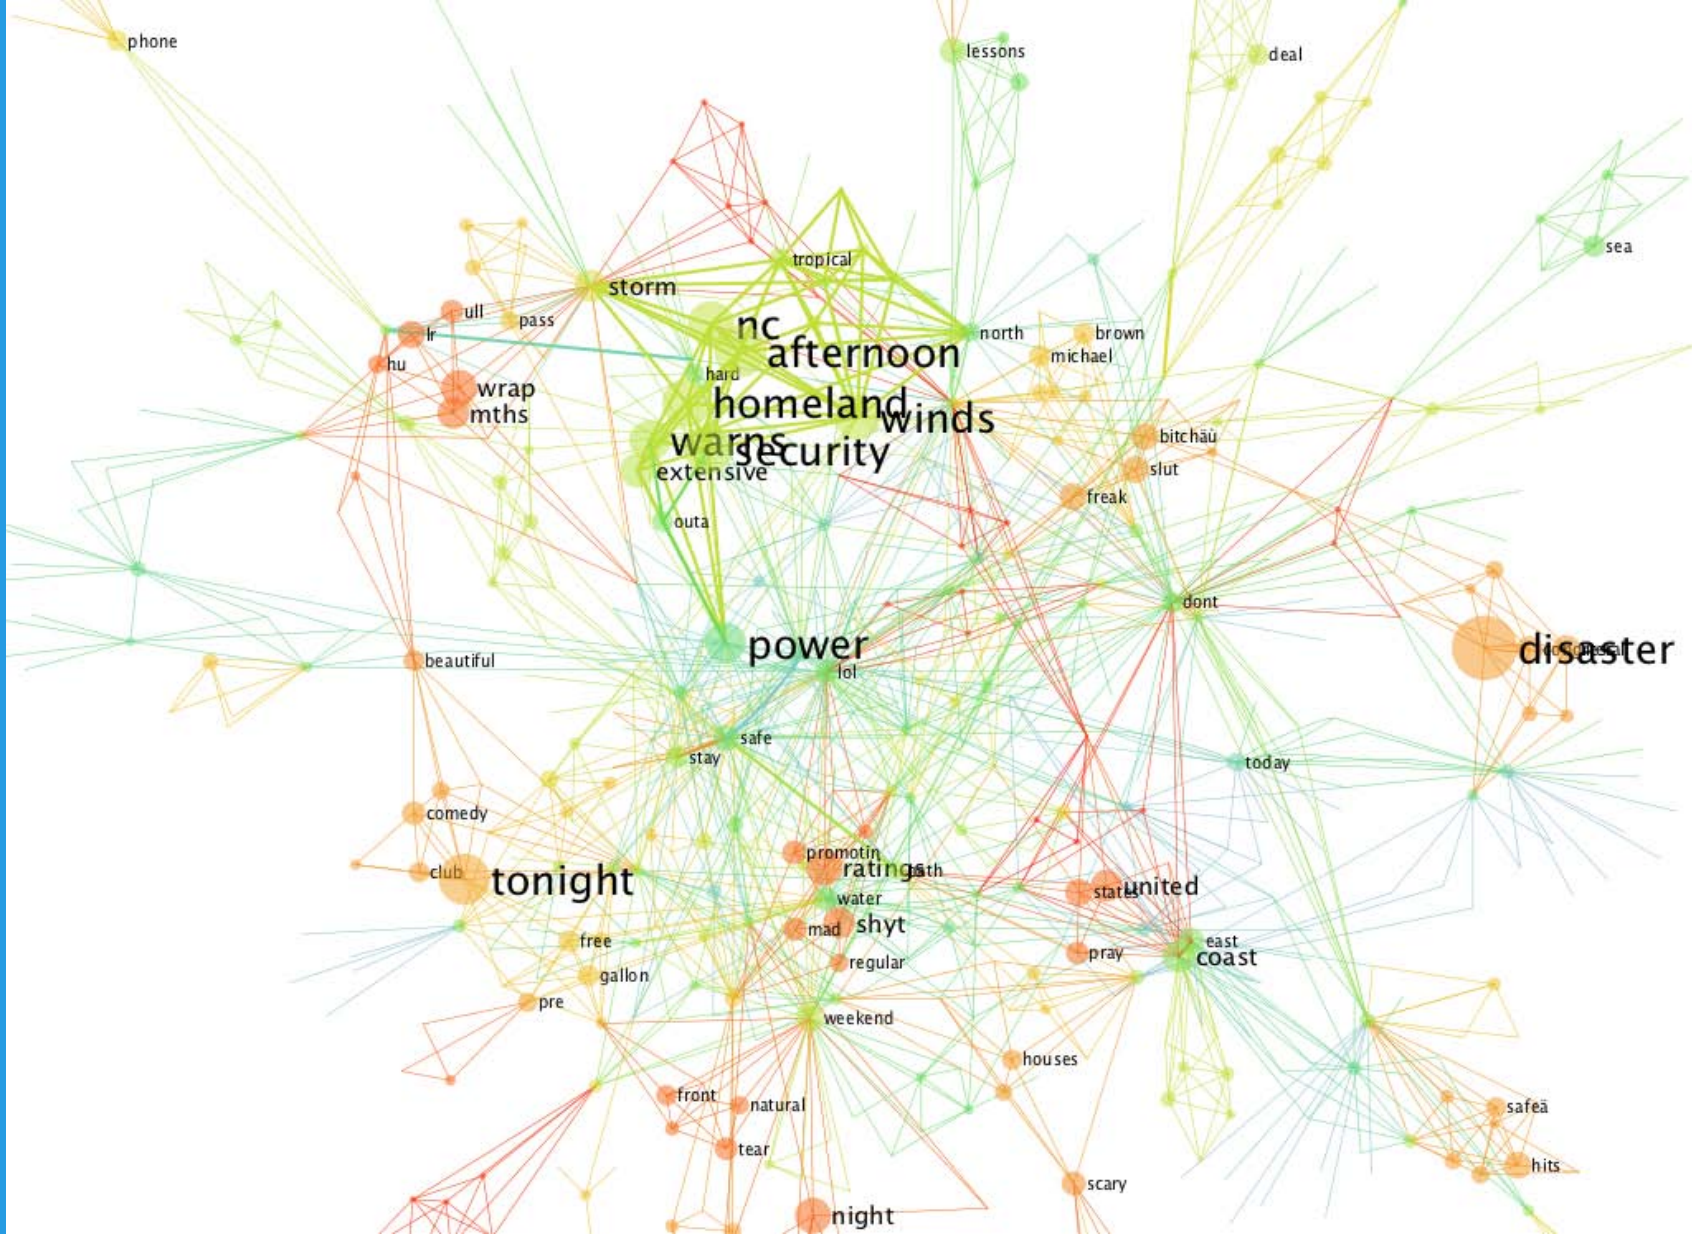 phone
lessons
deal
sea
tropical
storm
ull
pass
nc
lr
north
brown
afternoon
michael
hu
hard
wrap
homeland
mths
winds
bitchäù
warns
security
slut
extensive
freak
outa
dont
power
disaster
beautiful
lol
safe
stay
today
comedy
promotin
ratings
club
tonight
states
united
water
shyt
mad
free
east
pray
coast
regular
gallon
pre
weekend
houses
front
natural
safeä
tear
hits
scary
night